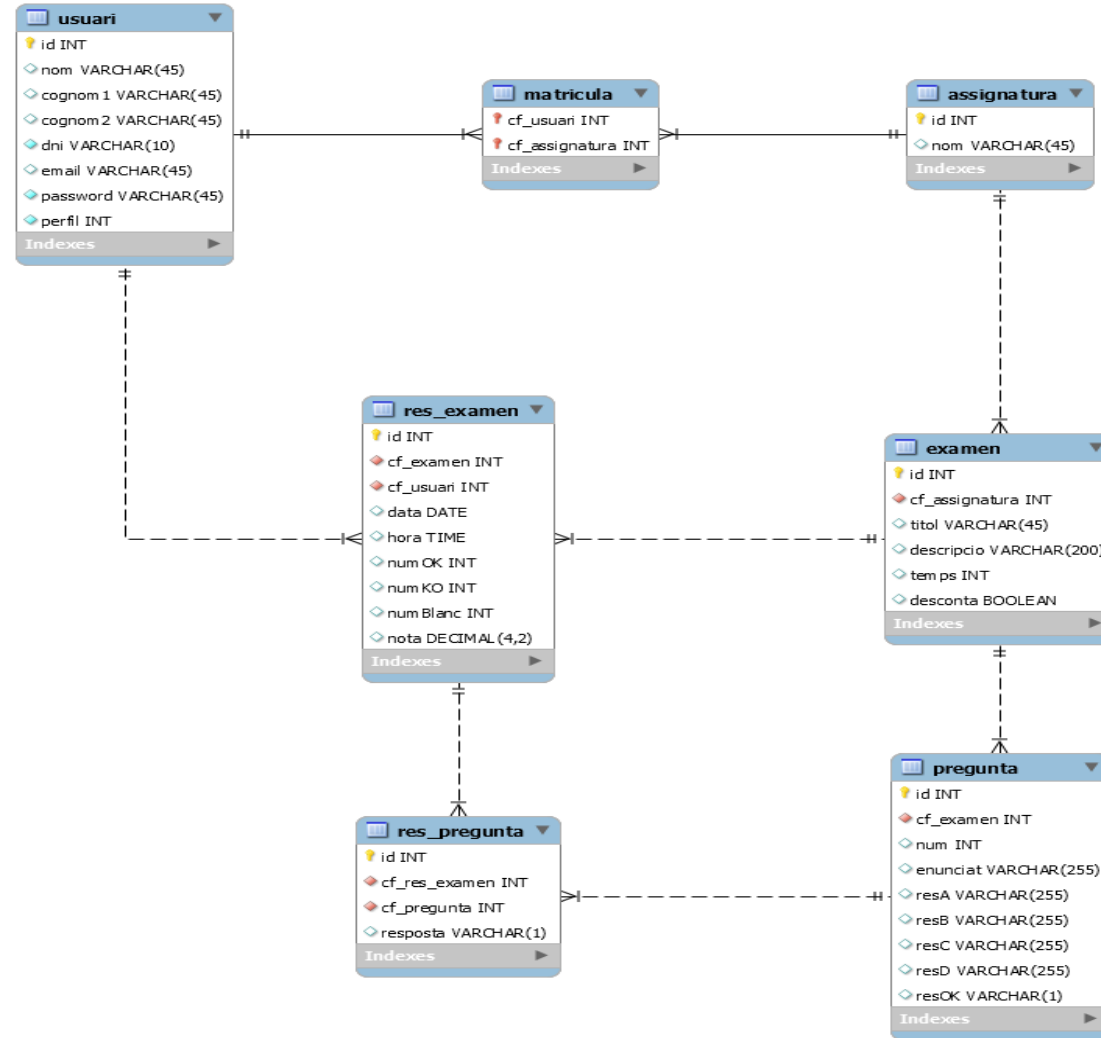 usuari
id INT
nom VARCHAR(45)
cognom1 VARCHAR(45)
cognom2 VARCHAR(45)
dni VARCHAR(10)
email VARCHAR(45)
password VARCHAR(45)
perfil INT
Indexes
matricula
cf_usuari INT
cf_assignatura INT
Indexes
assignatura
id INT
nom VARCHAR(45)
Indexes
res_examen
id INT
cf_examen INT
cf_usuari INT
data DATE
hora TIME
numOK INT
numKO INT
numBlanc INT
nota DECIMAL(4,2)
Indexes
examen
id INT
cf_assignatura INT
titol VARCHAR(45)
descripcio VARCHAR(200)
temps INT
desconta BOOLEAN
Indexes
res_pregunta
id INT
cf_res_examen INT
cf_pregunta INT
resposta VARCHAR(1)
Indexes
pregunta
id INT
cf_examen INT
num INT
enunciat VARCHAR(255)
resA VARCHAR(255)
resB VARCHAR(255)
resC VARCHAR(255)
resD VARCHAR(255)
resOK VARCHAR(1)
Indexes